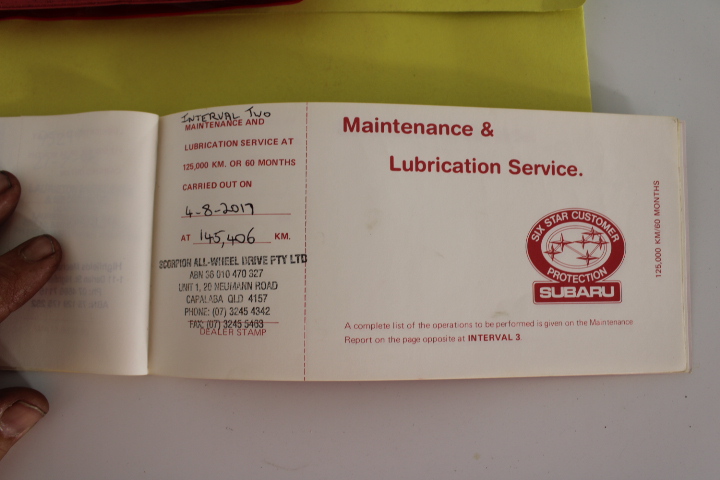 INTERVAL TWO
MAINTENANCE AND
LUBRICATION SERVICE AT
125,000 KM. OR 60 MONTHS
CARRIED OUT ON
4-8-2017
AT 145,406 KM.
SCORPION ALL-WHEEL DRIVE PTY LTD
ABN 36 010 470 327
UNIT 1, 20 NEUMANN ROAD
CAPALABA QLD 4157
PHONE: (07) 3245 4342
FAX: (07) 3245 5433
DEALER STAMP
Maintenance &
Lubrication Service.
SIX STAR CUSTOMER
PROTECTION
SUBARU
125,000 KM/60 MONTHS
A complete list of the operations to be performed is given on the Maintenance
Report on the page opposite at INTERVAL 3.